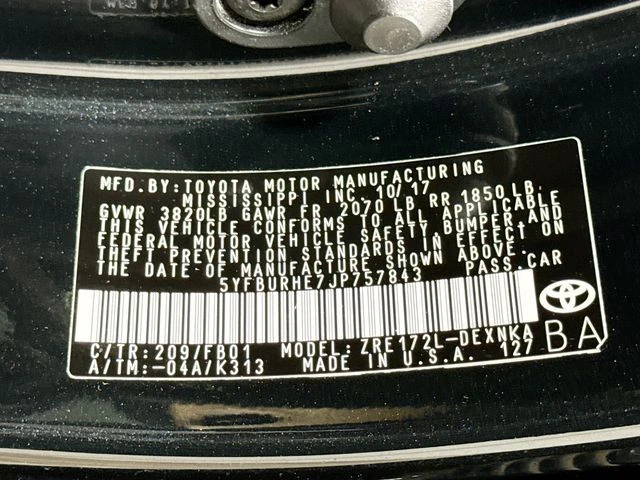 MFD.BY:TOYOTA MOTOR MANUFACTURING
MISSISSIPPI INC 10/17
GVWR 3820LB GAWR FR 2070 LB RR 1850 LB
THIS VEHICLE CONFORMS TO ALL APPLICABLE
FEDERAL MOTOR VEHICLE SAFETY, BUMPER, AND
THEFT PREVENTION STANDARDS IN EFFECT ON
THE DATE OF MANUFACTURE SHOWN ABOVE.
5YFBURHE7JP757843 PASS.CAR
C/TR:209/FB01 MODEL:ZRE172L-DEXNKA
A/TM:-04A/K313 MADE IN U.S.A. 127
BA